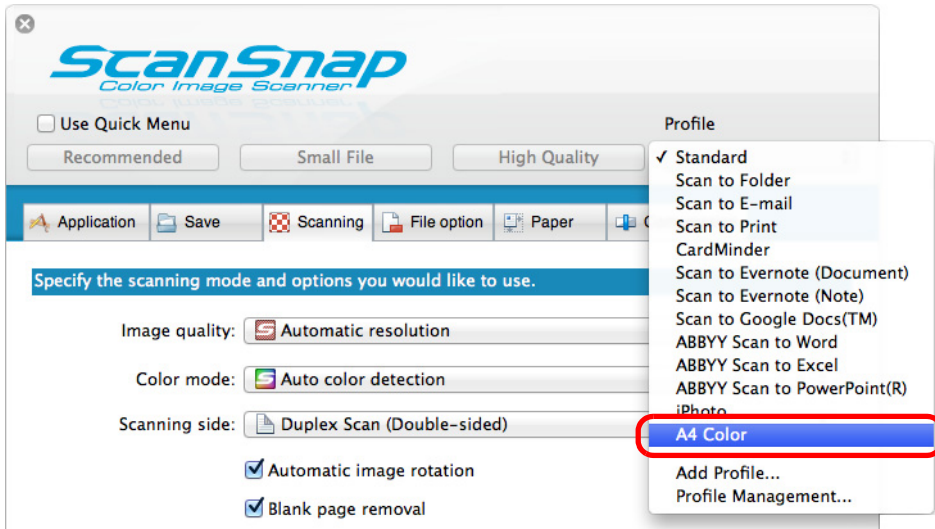 ScanSnap
Color Image Scanner
Use Quick Menu
Profile
Recommended
Small File
High Quality
✓ Standard
Scan to Folder
Scan to E-mail
Scan to Print
CardMinder
Scan to Evernote (Document)
Scan to Evernote (Note)
Scan to Google Docs(TM)
ABBYY Scan to Word
ABBYY Scan to Excel
ABBYY Scan to PowerPoint(R)
iPhoto
A4 Color
Add Profile...
Profile Management...
Application
Save
Scanning
File option
Paper
Specify the scanning mode and options you would like to use.
Image quality: Automatic resolution
Color mode: Auto color detection
Scanning side: Duplex Scan (Double-sided)
Automatic image rotation
Blank page removal